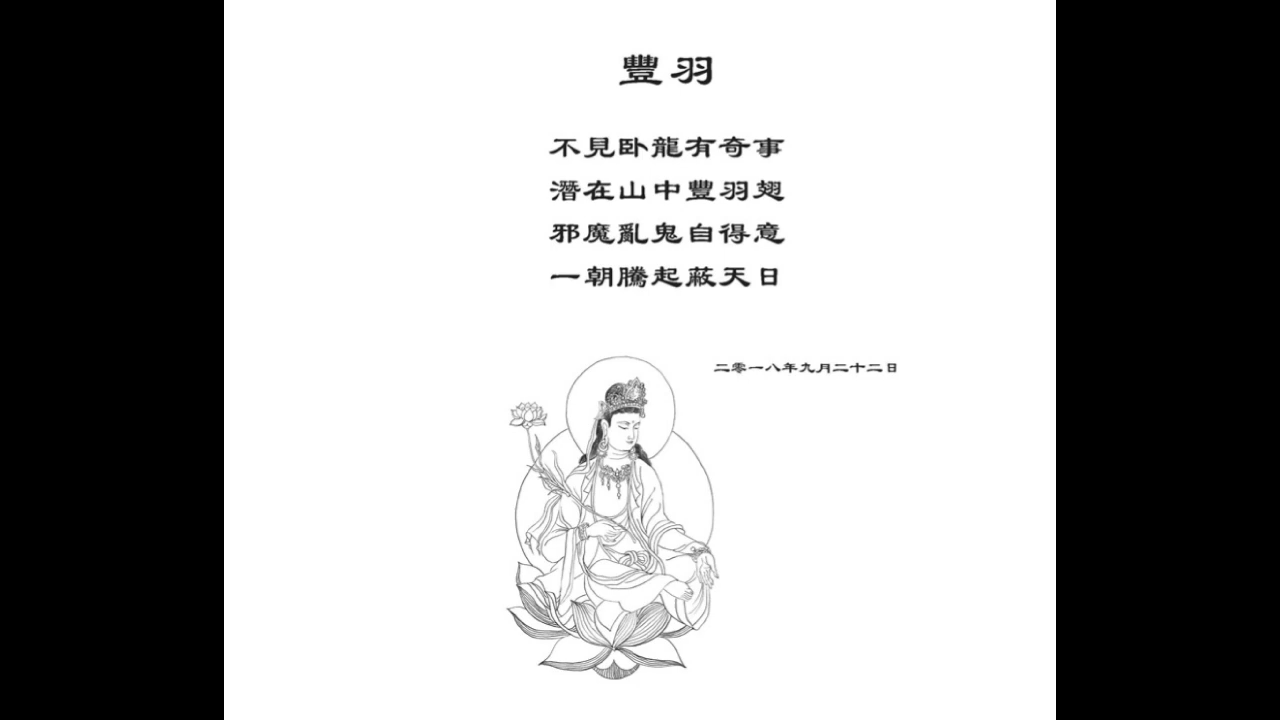 豐羽
不見卧龍有奇事
潛在山中豐羽翅
邪魔亂鬼自得意
一朝騰起蔽天日
二零一八年九月二十二日